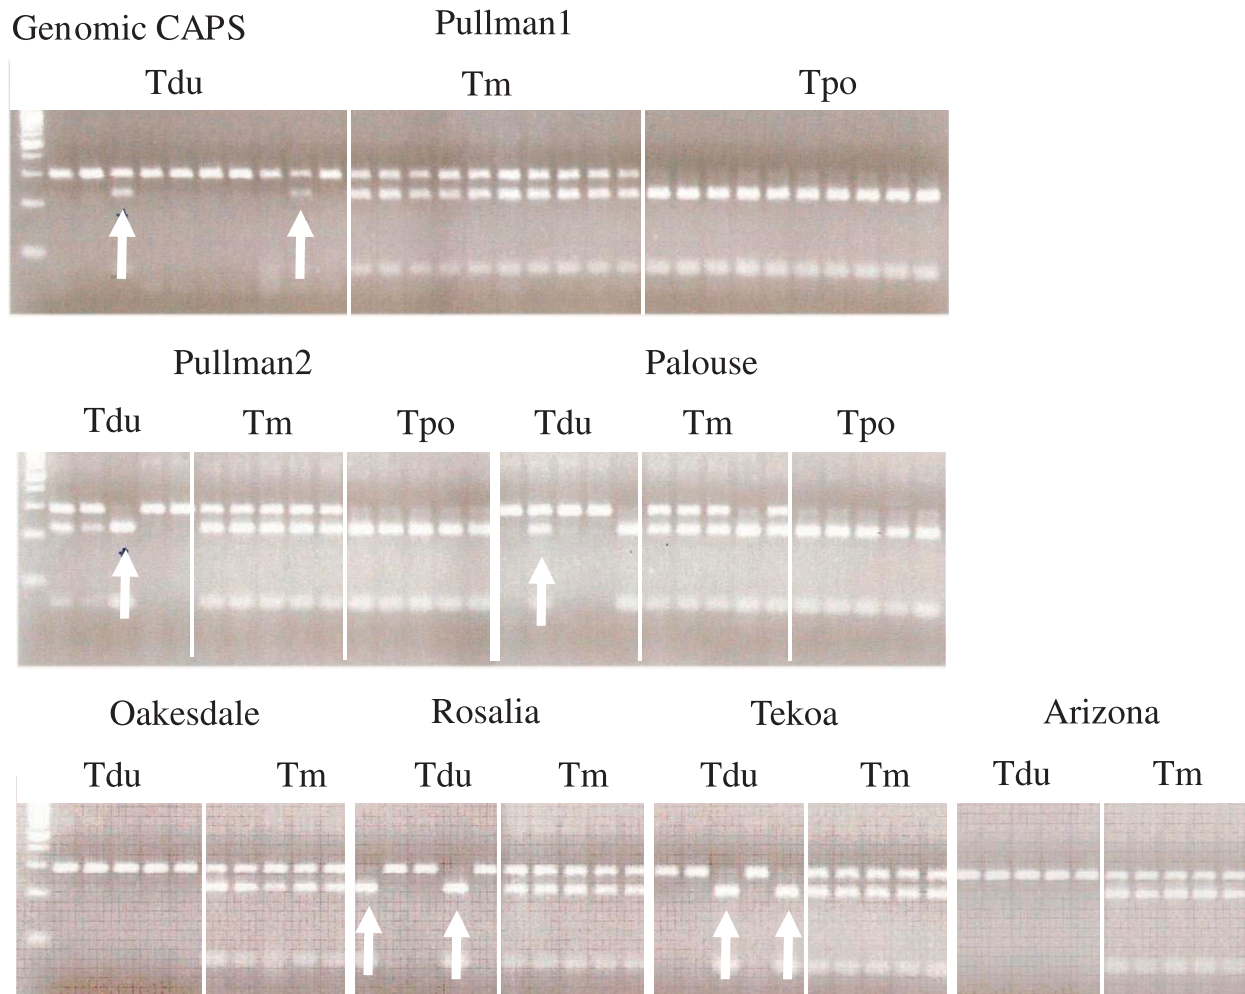 Genomic CAPS Pullman1
Tdu Tm Tpo
Pullman2 Palouse
Tdu Tm Tpo Tdu Tm Tpo
Oakesdale Rosalia Tekoa Arizona
Tdu Tm Tdu Tm Tdu Tm Tdu Tm